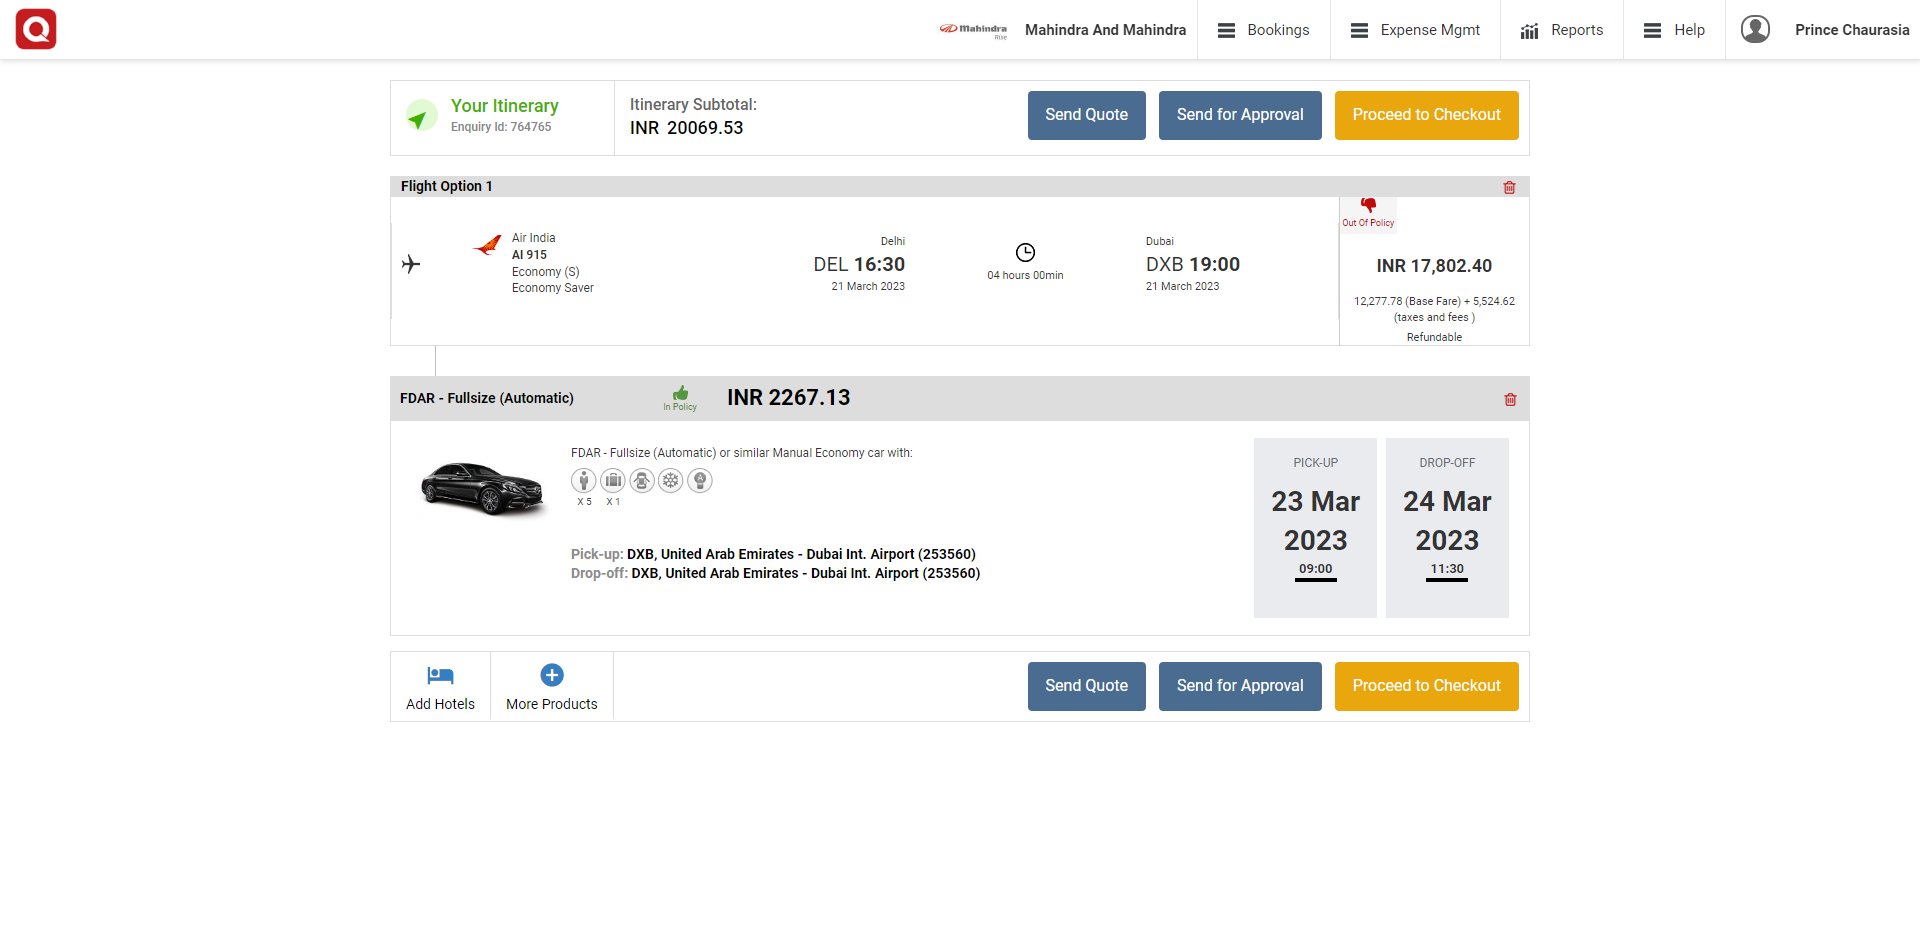 Q
Mahindra
Rise
Mahindra And Mahindra
Bookings
Expense Mgmt
Reports
Help
Prince Chaurasia
Your Itinerary
Enquiry Id: 764765
Itinerary Subtotal:
INR 20069.53
Send Quote
Send for Approval
Proceed to Checkout
Flight Option 1
Air India
AI 915
Economy (S)
Economy Saver
Delhi
DEL 16:30
21 March 2023
04 hours 00min
Dubai
DXB 19:00
21 March 2023
Out Of Policy
INR 17,802.40
12,277.78 (Base Fare) + 5,524.62
(taxes and fees )
Refundable
FDAR - Fullsize (Automatic)
In Policy
INR 2267.13
FDAR - Fullsize (Automatic) or similar Manual Economy car with:
X 5
X 1
Pick-up: DXB, United Arab Emirates - Dubai Int. Airport (253560)
Drop-off: DXB, United Arab Emirates - Dubai Int. Airport (253560)
PICK-UP
23 Mar
2023
09:00
DROP-OFF
24 Mar
2023
11:30
Add Hotels
More Products
Send Quote
Send for Approval
Proceed to Checkout